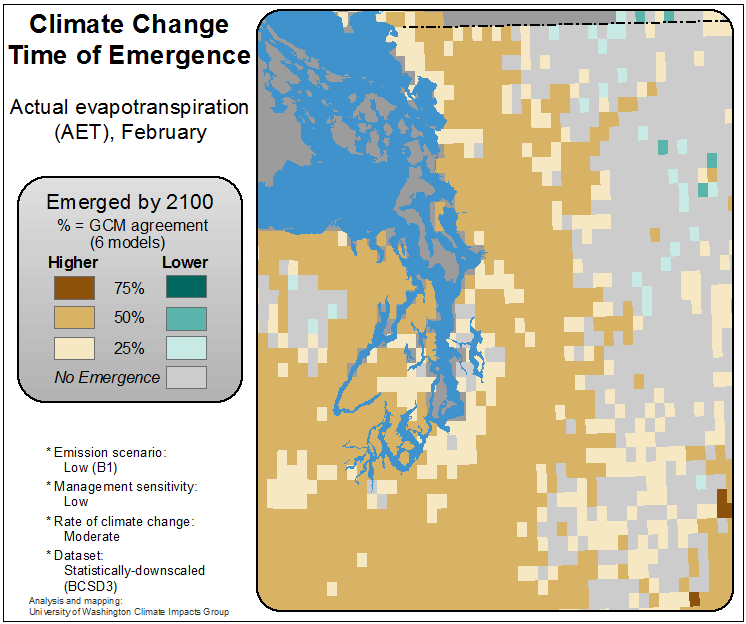 Climate Change
Time of Emergence
Actual evapotranspiration
(AET), February
Emerged by 2100
% = GCM agreement
(6 models)
Higher Lower
75%
50%
25%
No Emergence
* Emission scenario:
Low (B1)
* Management sensitivity:
Low
* Rate of climate change:
Moderate
* Dataset:
Statistically-downscaled
(BCSD3)
Analysis and mapping:
University of Washington Climate Impacts Group